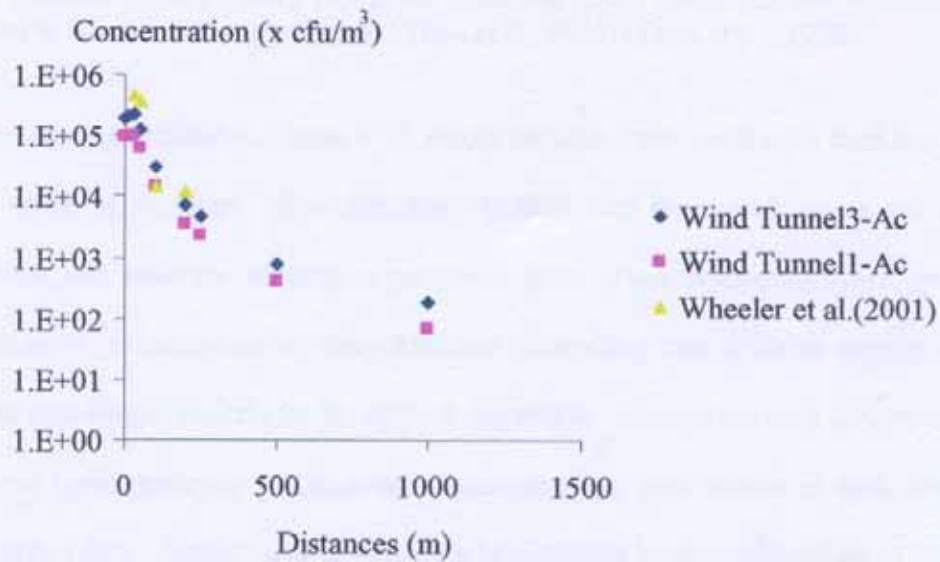 Concentration (x cfu/m³)
1.E+06
1.E+05
1.E+04
1.E+03
1.E+02
1.E+01
1.E+00
0 500 1000 1500
Distances (m)
Wind Tunnel3-Ac
Wind Tunnel1-Ac
Wheeler et al.(2001)